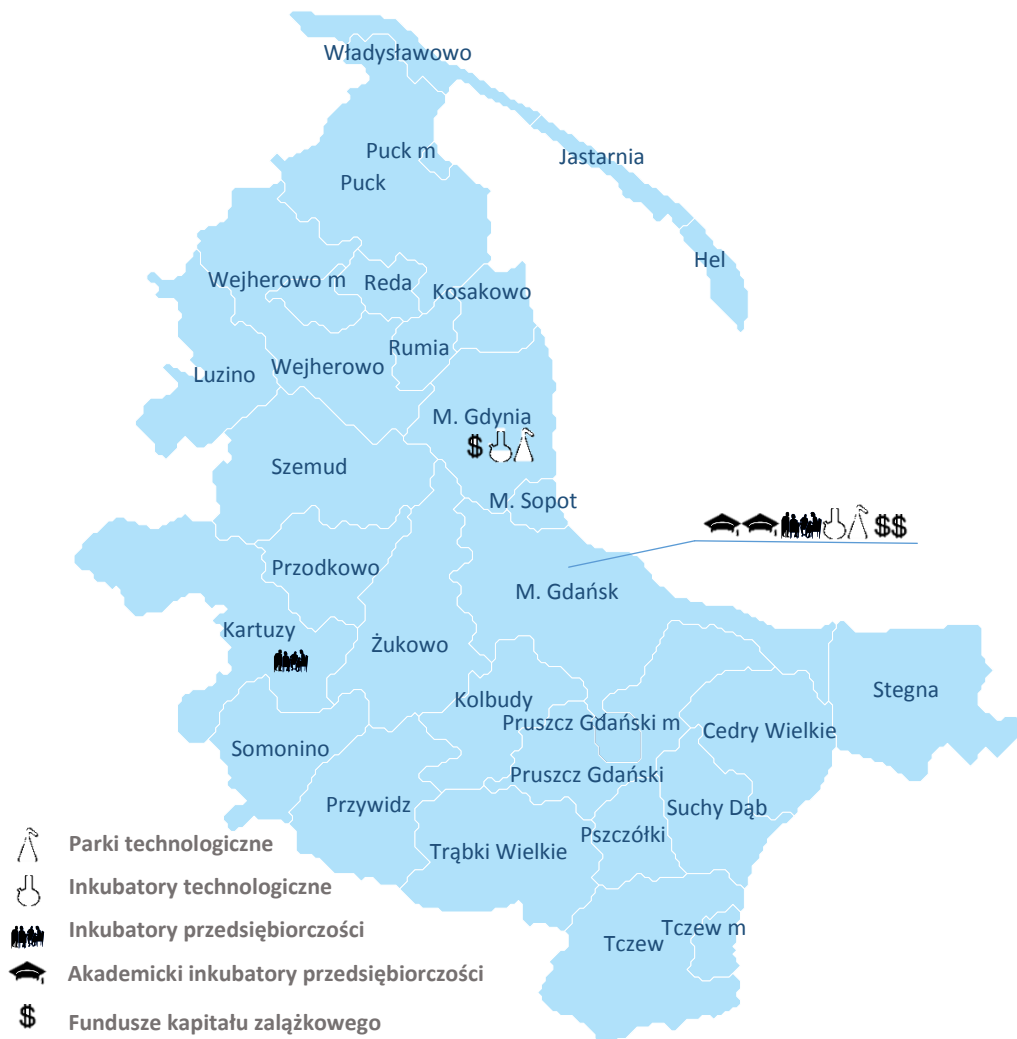 Władysławowo
Jastarnia
Puck m
Puck
Hel
Wejherowo m
Reda
Kosakowo
Rumia
Wejherowo
Luzino
M. Gdynia
$
Szemud
M. Sopot
$$
Przodkowo
M. Gdańsk
Kartuzy
Żukowo
Stegna
Kolbudy
Pruszcz Gdański m
Cedry Wielkie
Somonino
Pruszcz Gdański
Przywidz
Suchy Dąb
Pszczółki
Trąbki Wielkie
Tczew m
Tczew
Parki technologiczne
Inkubatory technologiczne
Inkubatory przedsiębiorczości
Akademicki inkubatory przedsiębiorczości
$ Fundusze kapitału zalążkowego